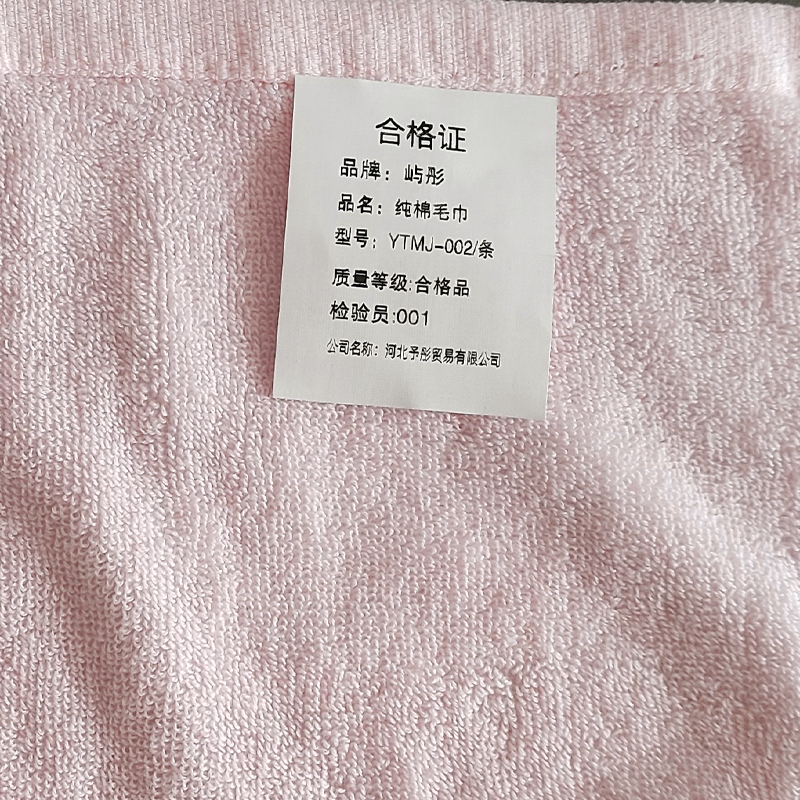 合格证
品牌：屿彤
品名：纯棉毛巾
型号：YTMJ-002/条
质量等级:合格品
检验员:001
公司名称：河北予彤贸易有限公司